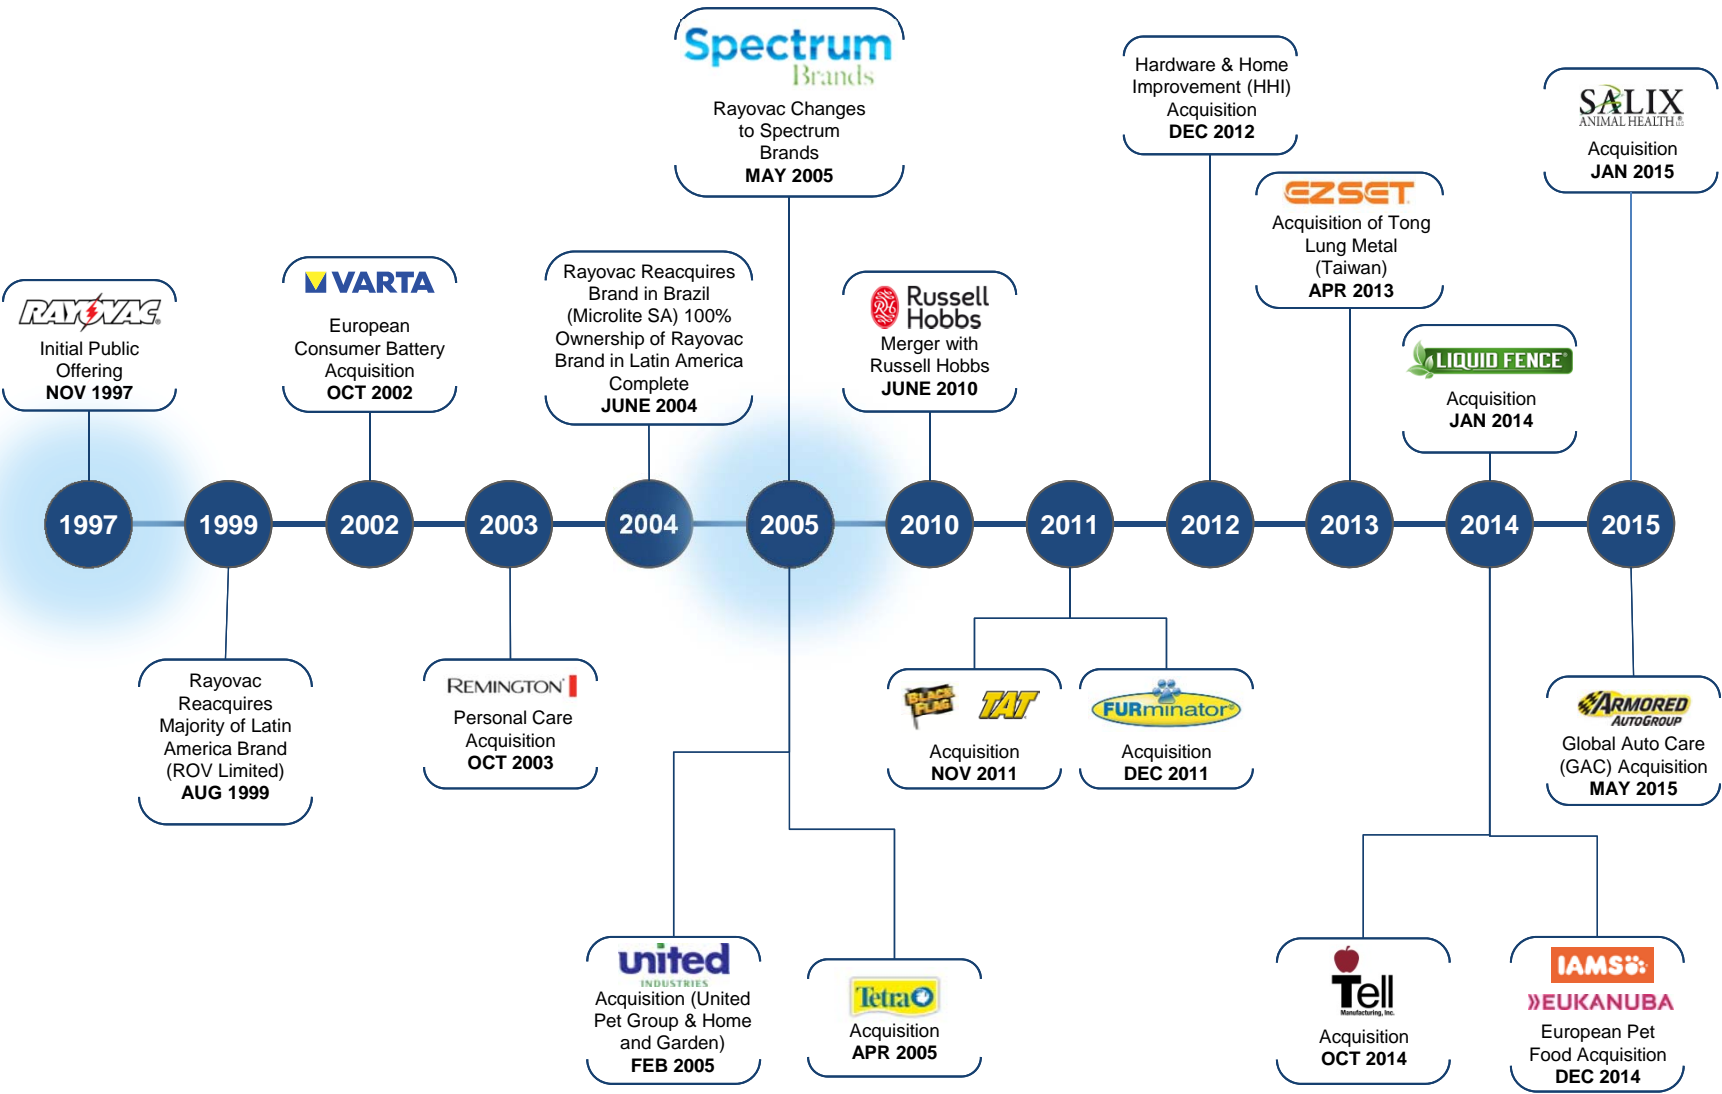 Spectrum
Brands
Rayovac Changes
to Spectrum
Brands
MAY 2005
Hardware & Home
Improvement (HHI)
Acquisition
DEC 2012
SALIX
ANIMAL HEALTH
Acquisition
JAN 2015
EZSET
Acquisition of Tong
Lung Metal
(Taiwan)
APR 2013
RAYOVAC
Initial Public
Offering
NOV 1997
VARTA
European
Consumer Battery
Acquisition
OCT 2002
Rayovac Reacquires
Brand in Brazil
(Microlite SA) 100%
Ownership of Rayovac
Brand in Latin America
Complete
JUNE 2004
RH
Russell
Hobbs
Merger with
Russell Hobbs
JUNE 2010
LIQUID FENCE®
Acquisition
JAN 2014
1997
1999
2002
2003
2004
2005
2010
2011
2012
2013
2014
2015
Rayovac
Reacquires
Majority of Latin
America Brand
(ROV Limited)
AUG 1999
REMINGTON
Personal Care
Acquisition
OCT 2003
BLACK
FLAG
TAT
Acquisition
NOV 2011
FURminator®
Acquisition
DEC 2011
ARMORED
AUTOGROUP
Global Auto Care
(GAC) Acquisition
MAY 2015
united
INDUSTRIES
Acquisition (United
Pet Group & Home
and Garden)
FEB 2005
Tetra
Acquisition
APR 2005
Tell
Manufacturing, Inc.
Acquisition
OCT 2014
IAMS
EUKANUBA
European Pet
Food Acquisition
DEC 2014